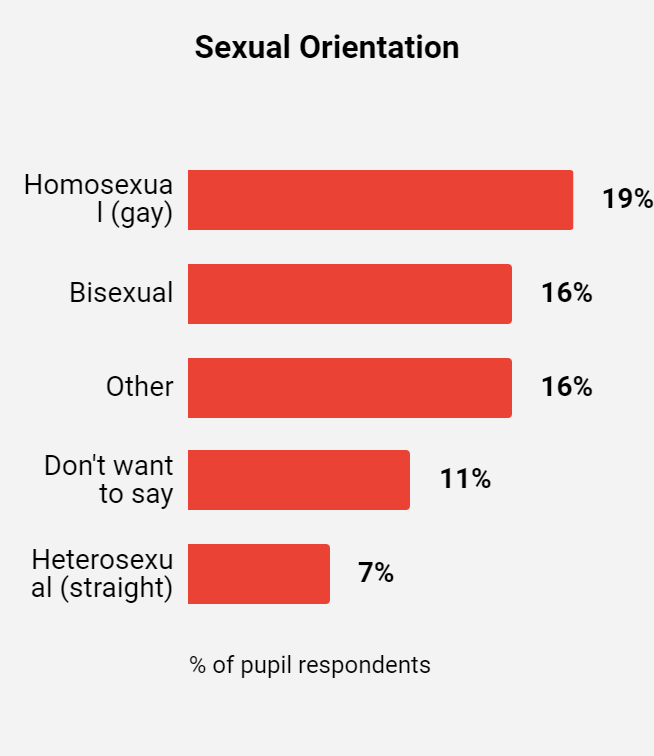 Sexual Orientation
Homosexua
l (gay)
19%
Bisexual
16%
Other
16%
Don't want
to say
11%
Heterosexu
al (straight)
7%
% of pupil respondents